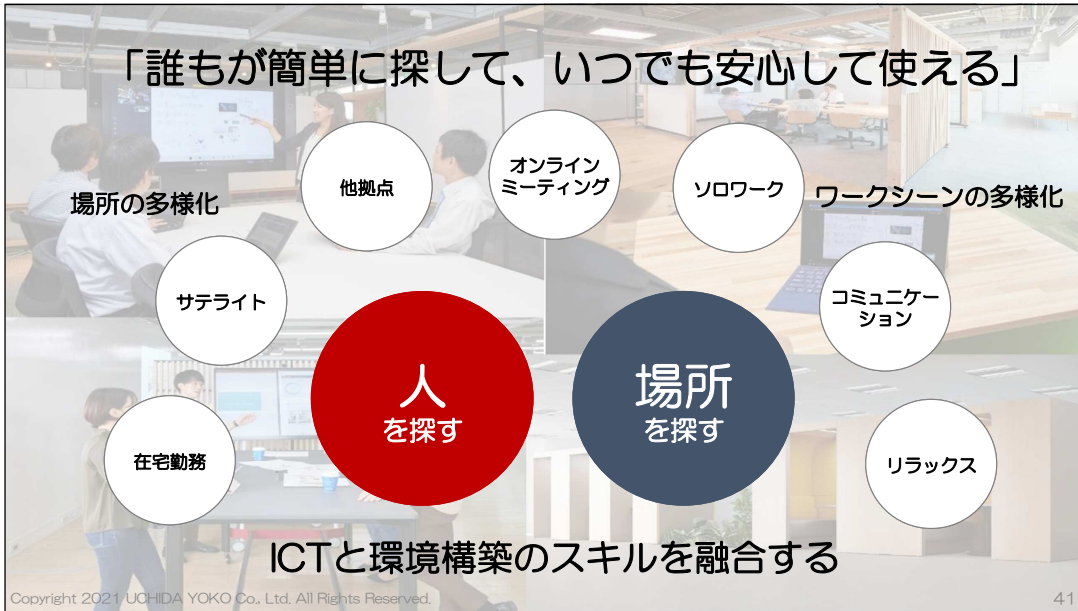 「誰もが簡単に探して、いつでも安心して使える」
場所の多様化
他拠点
オンライン
ミーティング
ソロワーク
ワークシーンの多様化
サテライト
コミュニケー
ション
人
を探す
場所
を探す
在宅勤務
リラックス
ICTと環境構築のスキルを融合する
Copyright 2021 UCHIDA YOKO Co., Ltd. All Rights Reserved.
41